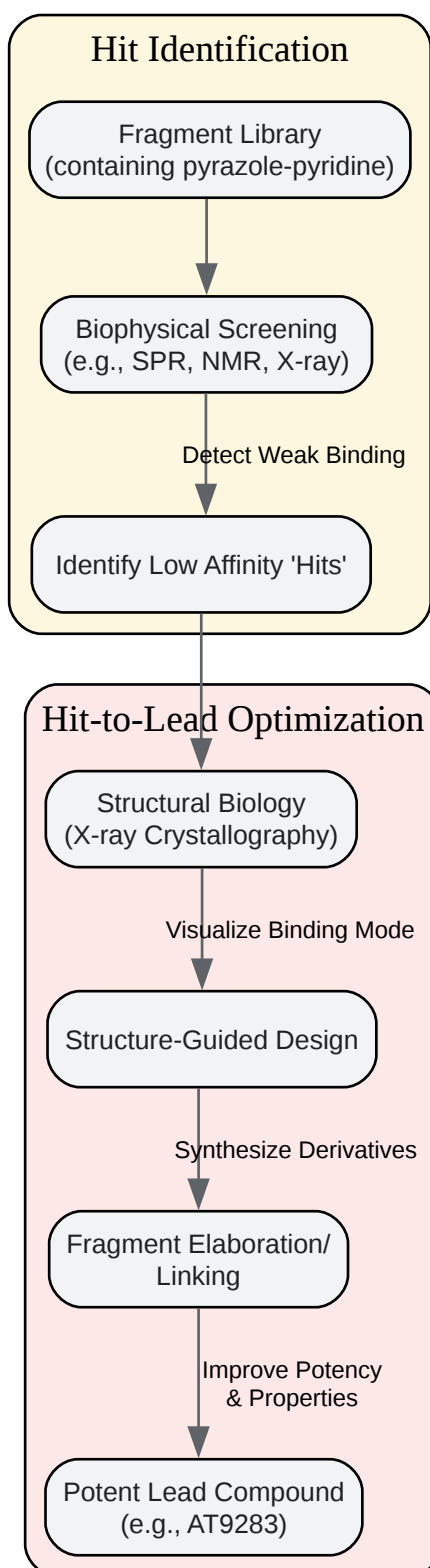 Hit Identification
Fragment Library
(containing pyrazole-pyridine)
Biophysical Screening
(e.g., SPR, NMR, X-ray)
Detect Weak Binding
Identify Low Affinity 'Hits'
Hit-to-Lead Optimization
Structural Biology
(X-ray Crystallography)
Visualize Binding Mode
Structure-Guided Design
Synthesize Derivatives
Fragment Elaboration/
Linking
Improve Potency
& Properties
Potent Lead Compound
(e.g., AT9283)